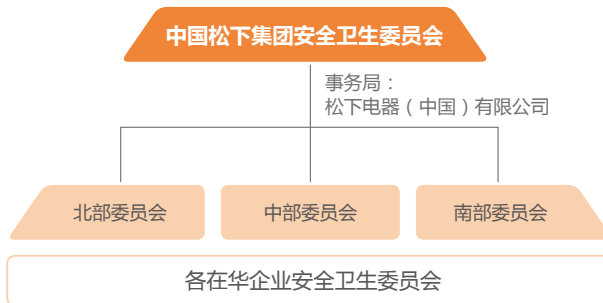 中国松下集团安全卫生委员会
事务局：
松下电器（中国）有限公司
北部委员会
中部委员会
南部委员会
各在华企业安全卫生委员会